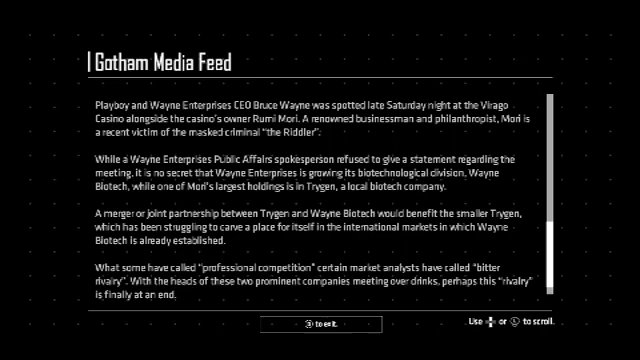 Gotham Media Feed
Playboy and Wayne Enterprises CEO Bruce Wayne was spotted late Saturday night at the Virago
Casino alongside the casino's owner Rumi Mori. A renowned businessman and philanthropist, Mori is
a recent victim of the masked criminal "the Riddler".
While a Wayne Enterprises Public Affairs spokesperson refused to give a statement regarding the
meeting, it is no secret that Wayne Enterprises is growing its biotechnological division, Wayne
Biotech, while one of Mori's largest holdings is in Trygen, a local biotech company.
A merger or joint partnership between Trygen and Wayne Biotech would benefit the smaller Trygen,
which has been struggling to carve a place for itself in the international markets in which Wayne
Biotech is already established.
What some have called "professional competition" certain market analysts have called "bitter
rivalry". With the heads of these two prominent companies meeting over drinks, perhaps this "rivalry"
is finally at an end.
to exit.
Use or L to scroll.